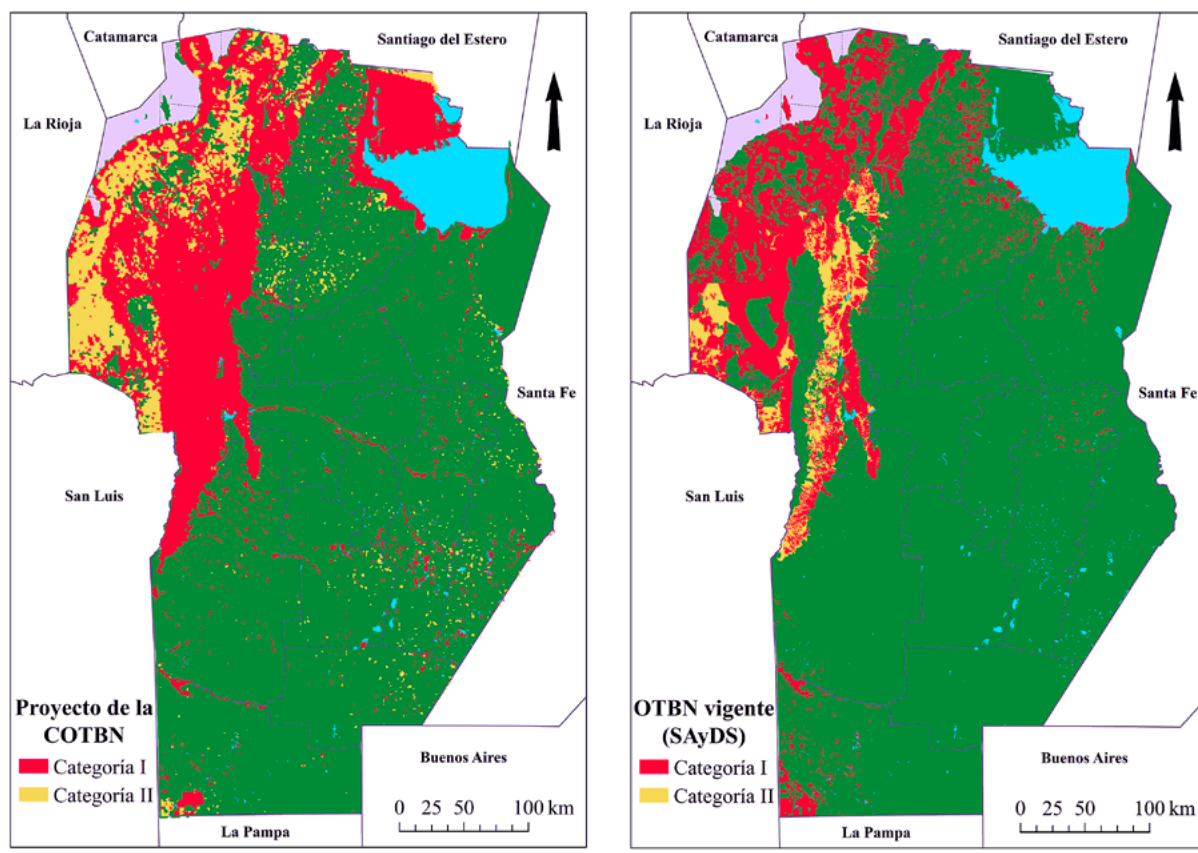 Catamarca
Santiago del Estero
La Rioja
Santa Fe
San Luis
Proyecto de la
COTBN
Categoría I
Categoría II
Buenos Aires
0 25 50 100 km
La Pampa
Catamarca
Santiago del Estero
La Rioja
Santa Fe
San Luis
OTBN vigente
(SAyDS)
Categoría I
Categoría II
Buenos Aires
0 25 50 100 km
La Pampa